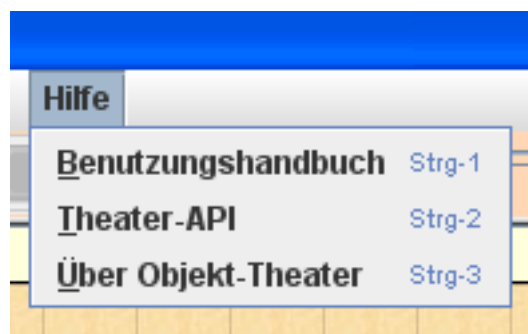 Hilfe
Benutzungshandbuch Strg-1
Theater-API Strg-2
Über Objekt-Theater Strg-3